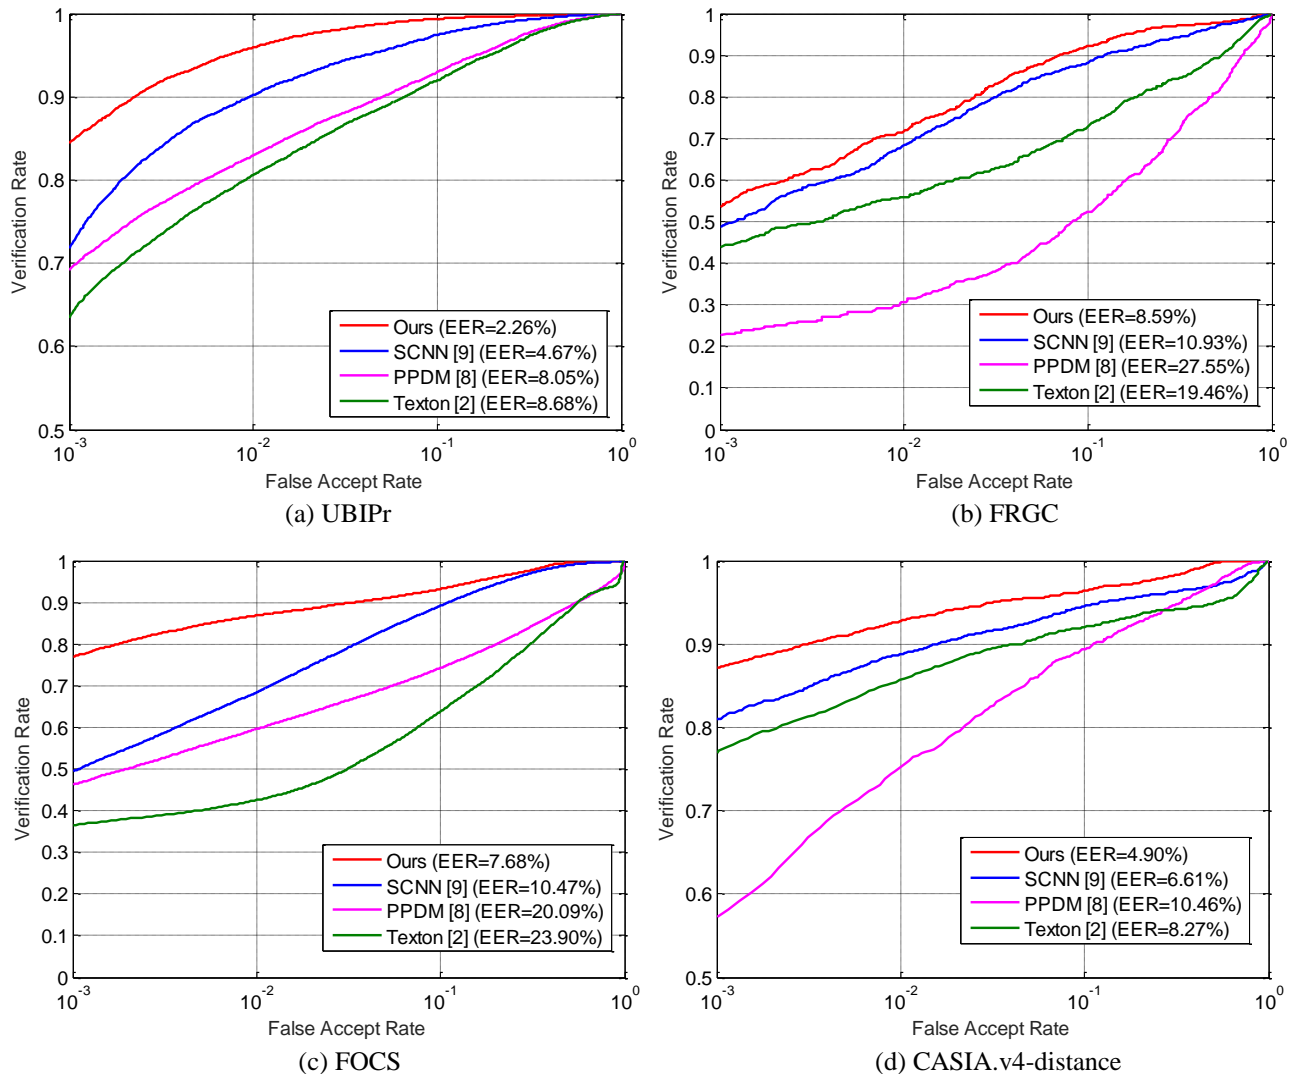 1
0.9
0.8
0.7
0.6
0.5
10^-3
10^-2
10^-1
10^0
Verification Rate
False Accept Rate
Ours (EER=2.26%)
SCNN [9] (EER=4.67%)
PPDM [8] (EER=8.05%)
Texton [2] (EER=8.68%)
(a) UBIPr
1
0.9
0.8
0.7
0.6
0.5
0.4
0.3
0.2
0.1
0
10^-3
10^-2
10^-1
10^0
Verification Rate
False Accept Rate
Ours (EER=8.59%)
SCNN [9] (EER=10.93%)
PPDM [8] (EER=27.55%)
Texton [2] (EER=19.46%)
(b) FRGC
1
0.9
0.8
0.7
0.6
0.5
0.4
0.3
0.2
0.1
0
10^-3
10^-2
10^-1
10^0
Verification Rate
False Accept Rate
Ours (EER=7.68%)
SCNN [9] (EER=10.47%)
PPDM [8] (EER=20.09%)
Texton [2] (EER=23.90%)
(c) FOCS
1
0.9
0.8
0.7
0.6
0.5
10^-3
10^-2
10^-1
10^0
Verification Rate
False Accept Rate
Ours (EER=4.90%)
SCNN [9] (EER=6.61%)
PPDM [8] (EER=10.46%)
Texton [2] (EER=8.27%)
(d) CASIA.v4-distance